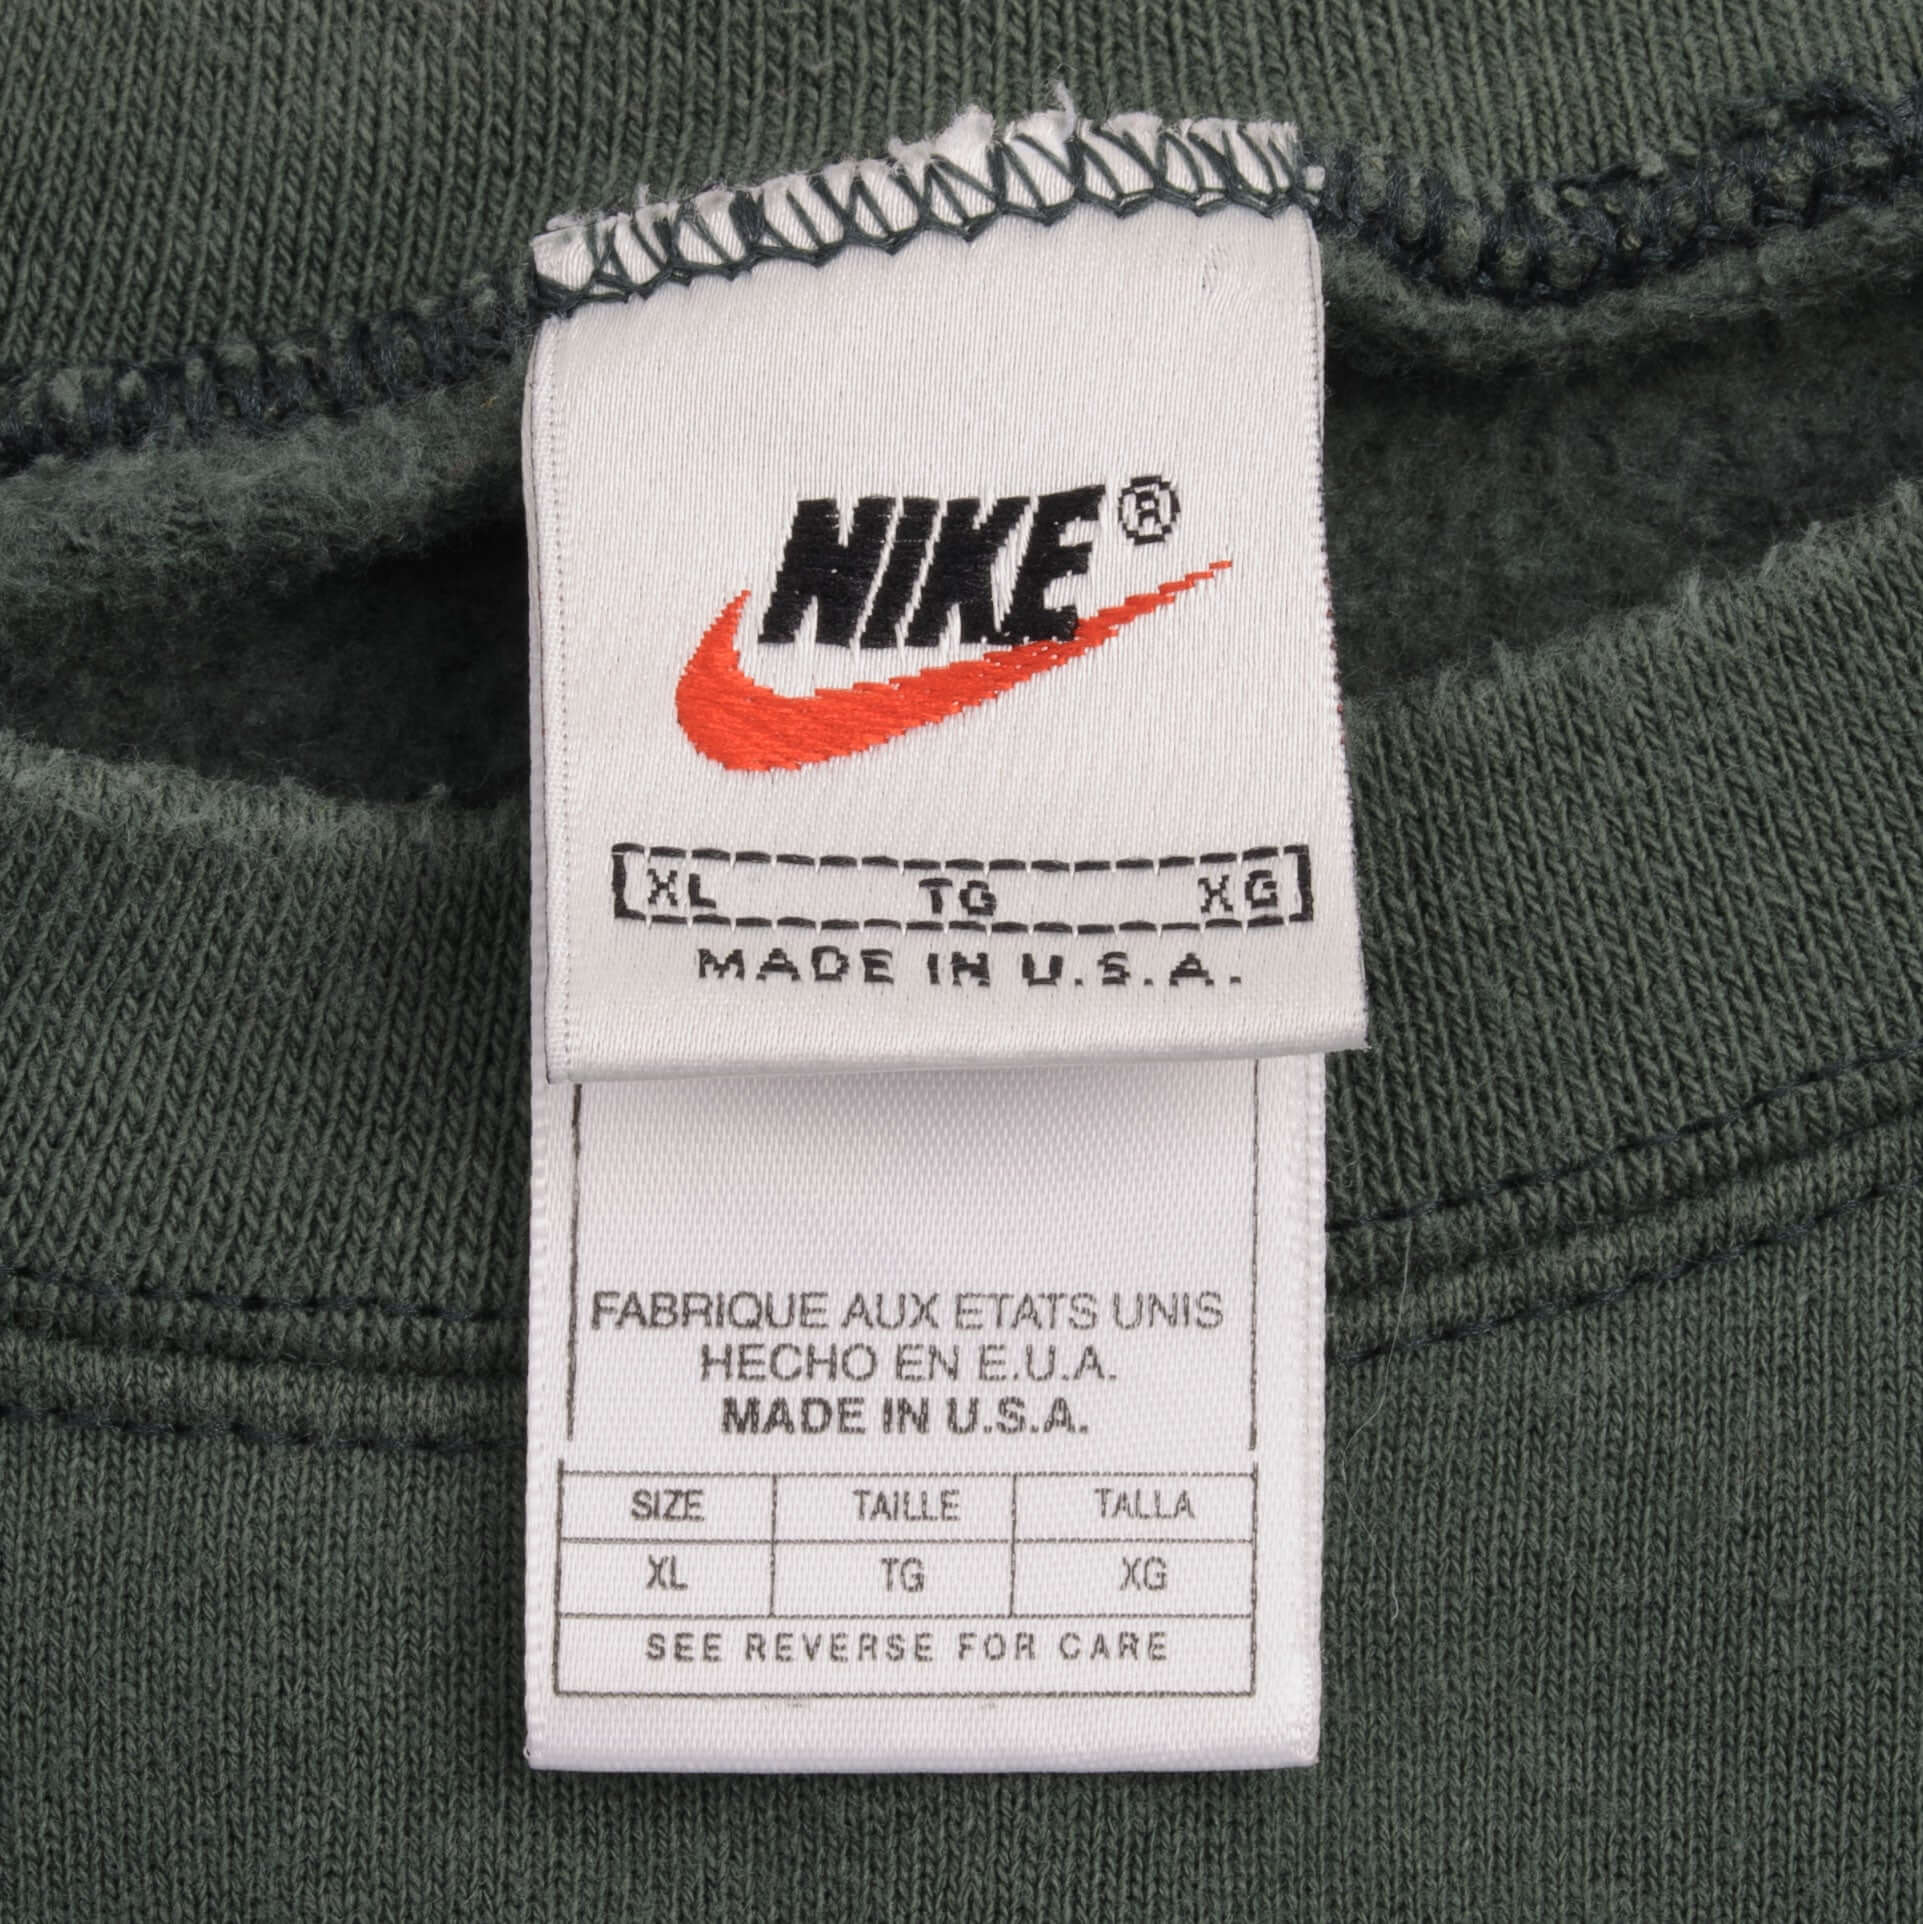 NIKE®
XL TG XG
MADE IN U.S.A.
FABRIQUE AUX ETATS UNIS
HECHO EN E.U.A.
MADE IN U.S.A.
SIZE TAILLE TALLA
XL TG XG
SEE REVERSE FOR CARE